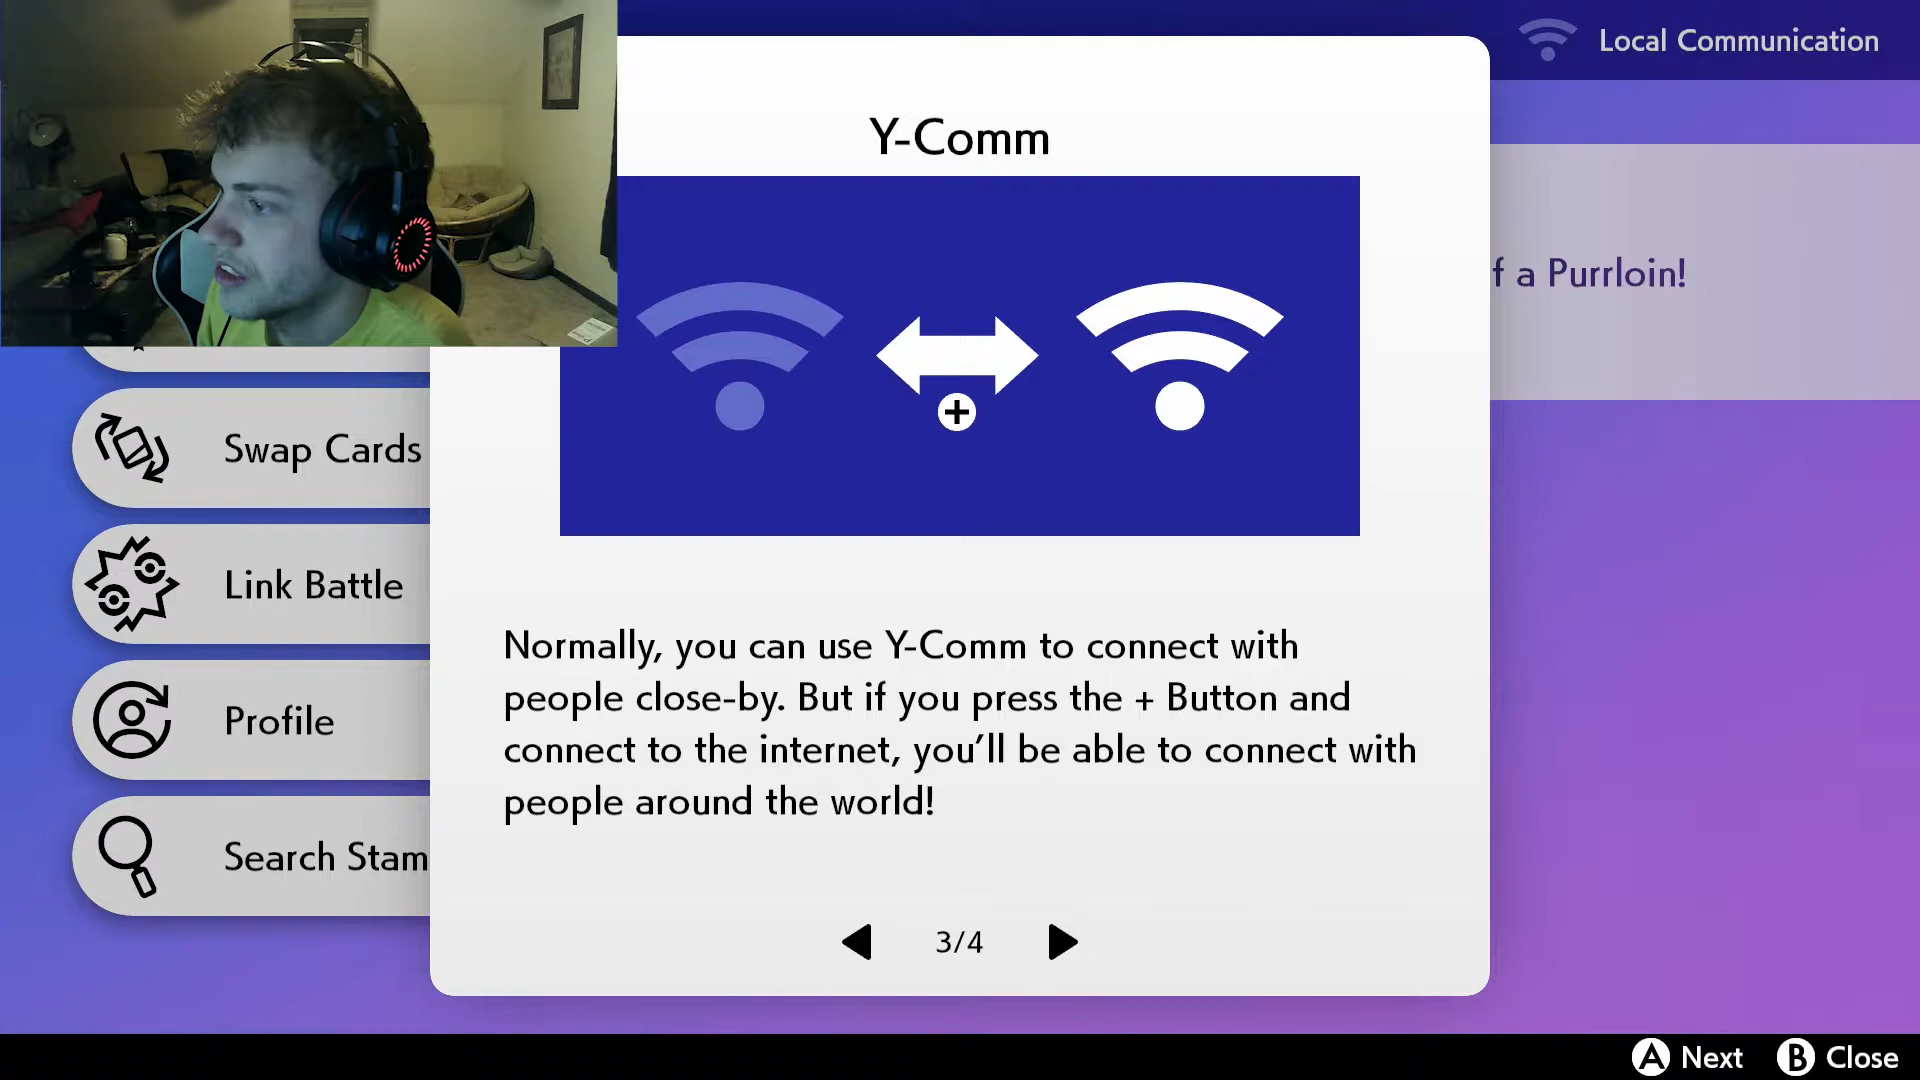 Local Communication
Y-Comm
f a Purrloin!
Swap Cards
Link Battle
Profile
Search Stam
Normally, you can use Y-Comm to connect with
people close-by. But if you press the + Button and
connect to the internet, you'll be able to connect with
people around the world!
3/4
A Next B Close